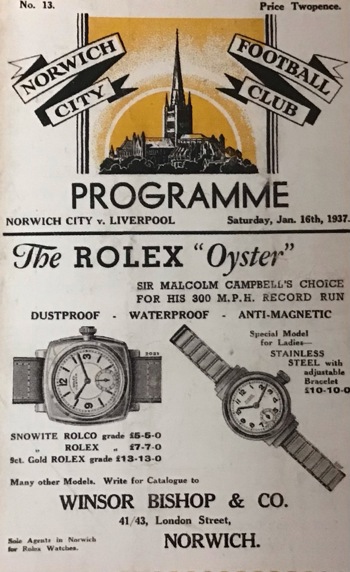 No. 13. Price Twopence.
NORWICH CITY FOOTBALL CLUB
PROGRAMME
NORWICH CITY v. LIVERPOOL Saturday, Jan. 16th, 1937.
The ROLEX "Oyster"
SIR MALCOLM CAMPBELL'S CHOICE
FOR HIS 300 M.P.H. RECORD RUN
DUSTPROOF - WATERPROOF - ANTI-MAGNETIC
Special Model
for Ladies—
STAINLESS
STEEL with
adjustable
Bracelet
£10-10-0
SNOWITE ROLCO grade £5-5-0
„ ROLEX „ £7-7-0
9ct. Gold ROLEX grade £13-13-0
Many other Models. Write for Catalogue to
WINSOR BISHOP & CO.
41/43, London Street,
Sole Agents in Norwich
for Rolex Watches.
NORWICH.